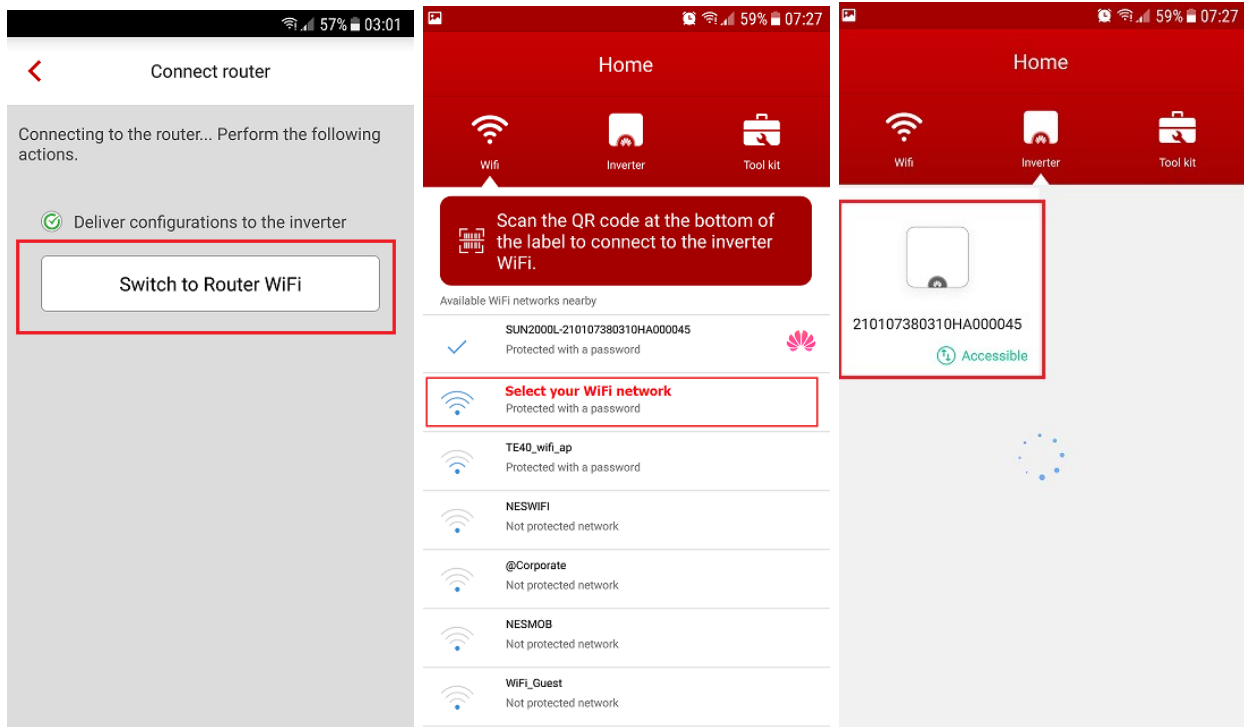 57% 03:01
Connect router
Connecting to the router... Perform the following
actions.
Deliver configurations to the inverter
Switch to Router WiFi
59% 07:27
Home
Wifi
Inverter
Tool kit
Scan the QR code at the bottom of
the label to connect to the inverter
WiFi.
Available WiFi networks nearby
SUN2000L-210107380310HA000045
Protected with a password
Select your WiFi network
Protected with a password
TE40_wifi_ap
Protected with a password
NESWIFI
Not protected network
@Corporate
Not protected network
NESMOB
Not protected network
WiFi_Guest
Not protected network
59% 07:27
Home
Wifi
Inverter
Tool kit
210107380310HA000045
Accessible